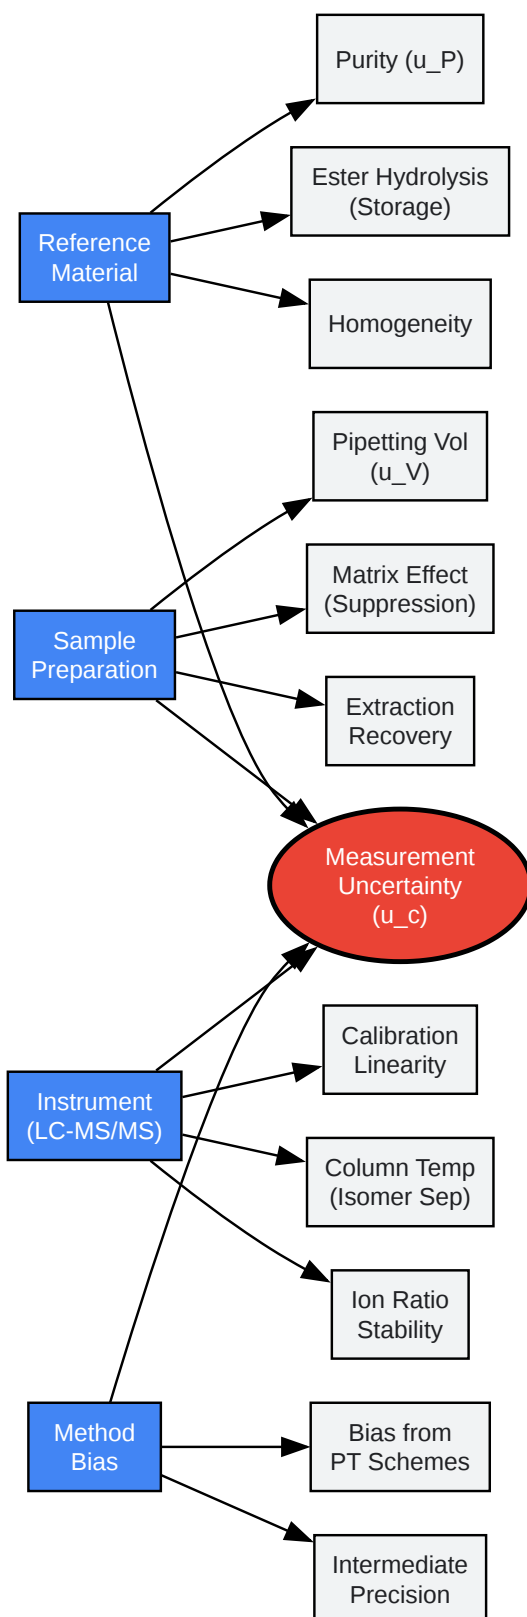 Purity (u_P)
Ester Hydrolysis
(Storage)
Reference
Material
Homogeneity
Pipetting Vol
(u_V)
Matrix Effect
(Suppression)
Sample
Preparation
Extraction
Recovery
Measurement
Uncertainty
(u_c)
Calibration
Linearity
Instrument
(LC-MS/MS)
Column Temp
(Isomer Sep)
Ion Ratio
Stability
Method
Bias
Bias from
PT Schemes
Intermediate
Precision